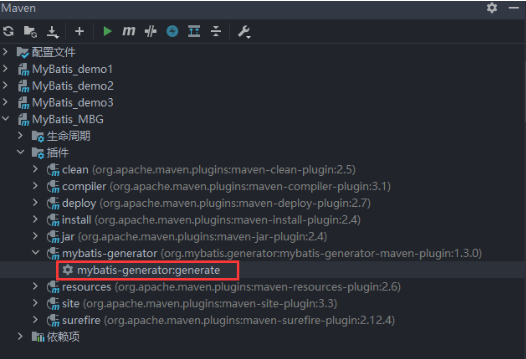 Maven
配置文件
MyBatis_demo1
MyBatis_demo2
MyBatis_demo3
MyBatis_MBG
生命周期
插件
clean (org.apache.maven.plugins:maven-clean-plugin:2.5)
compiler (org.apache.maven.plugins:maven-compiler-plugin:3.1)
deploy (org.apache.maven.plugins:maven-deploy-plugin:2.7)
install (org.apache.maven.plugins:maven-install-plugin:2.4)
jar (org.apache.maven.plugins:maven-jar-plugin:2.4)
mybatis-generator (org.mybatis.generator:mybatis-generator-maven-plugin:1.3.0)
mybatis-generator:generate
resources (org.apache.maven.plugins:maven-resources-plugin:2.6)
site (org.apache.maven.plugins:maven-site-plugin:3.3)
surefire (org.apache.maven.plugins:maven-surefire-plugin:2.12.4)
依赖项